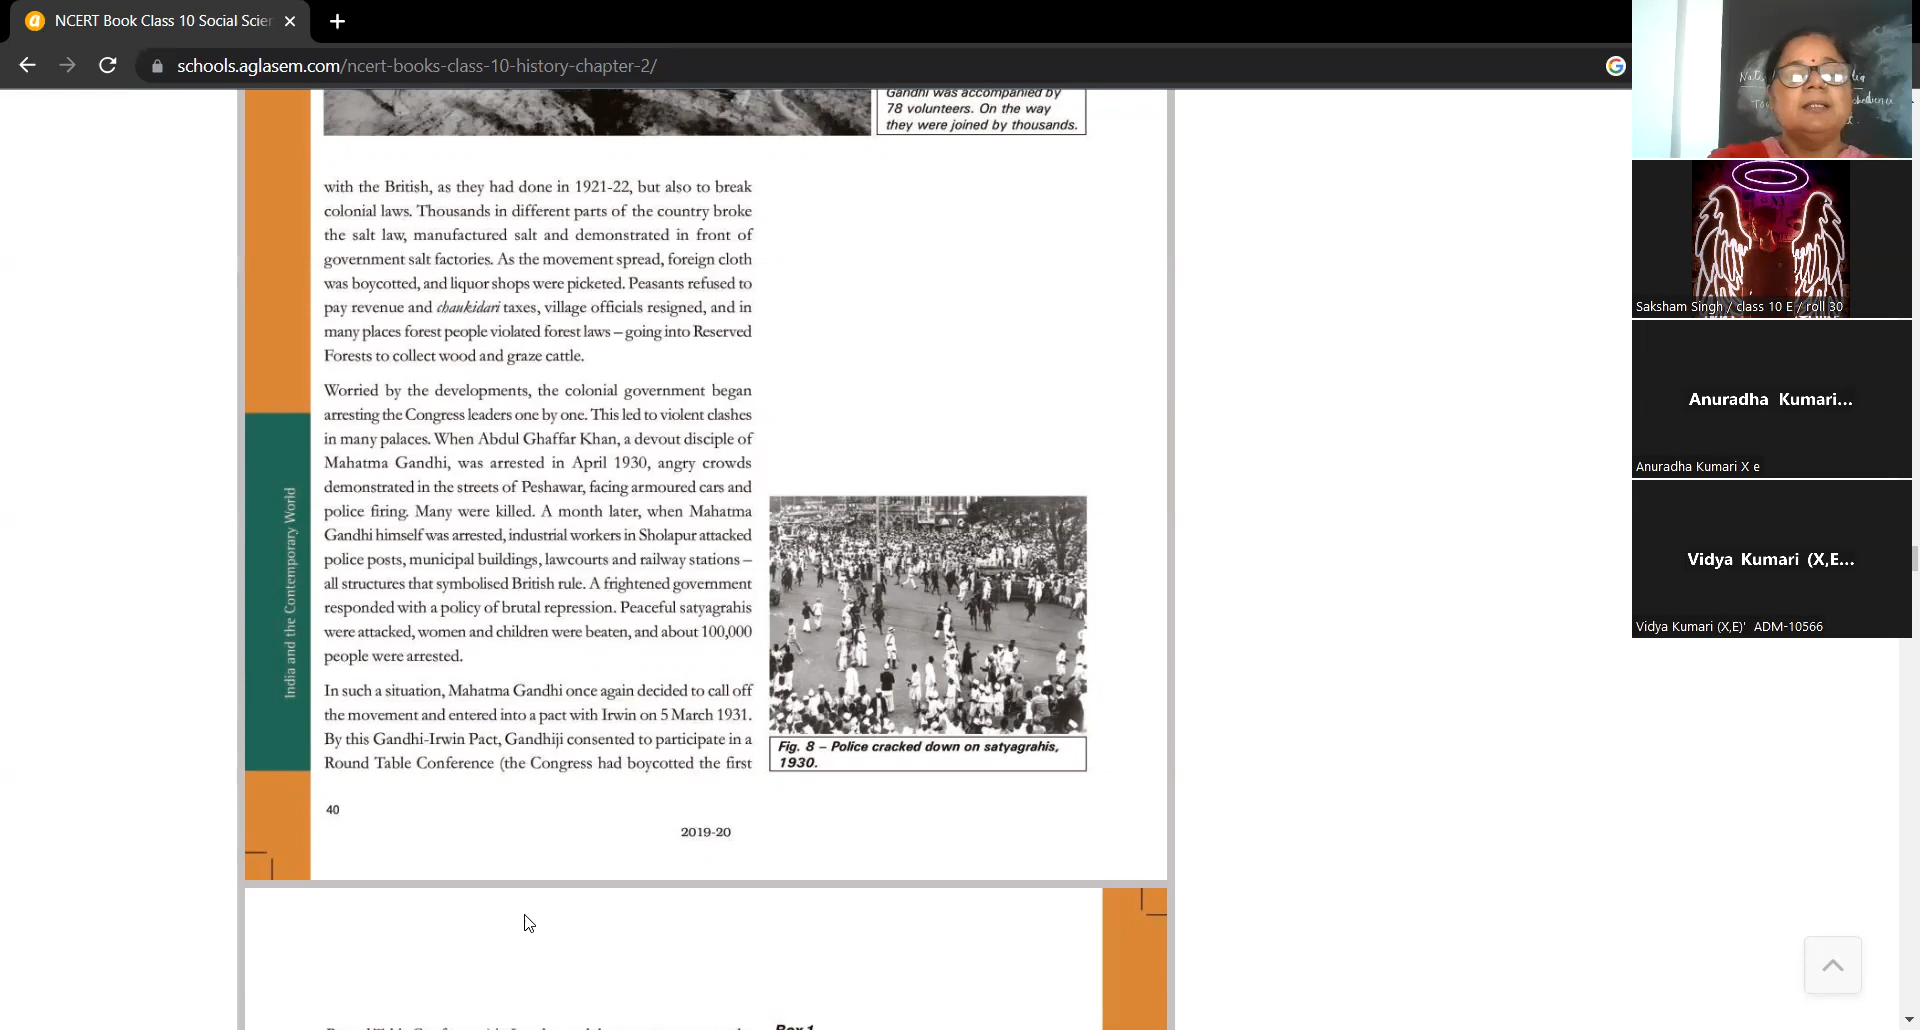 NCERT Book Class 10 Social Scien
schools.aglasem.com/ncert-books-class-10-history-chapter-2/
Gandhi was accompanied by
78 volunteers. On the way
they were joined by thousands.
with the British, as they had done in 1921-22, but also to break
colonial laws. Thousands in different parts of the country broke
the salt law, manufactured salt and demonstrated in front of
government salt factories. As the movement spread, foreign cloth
was boycotted, and liquor shops were picketed. Peasants refused to
pay revenue and chaukidari taxes, village officials resigned, and in
many places forest people violated forest laws – going into Reserved
Forests to collect wood and graze cattle.
Worried by the developments, the colonial government began
arresting the Congress leaders one by one. This led to violent clashes
in many palaces. When Abdul Ghaffar Khan, a devout disciple of
Mahatma Gandhi, was arrested in April 1930, angry crowds
demonstrated in the streets of Peshawar, facing armoured cars and
police firing. Many were killed. A month later, when Mahatma
Gandhi himself was arrested, industrial workers in Sholapur attacked
police posts, municipal buildings, lawcourts and railway stations –
all structures that symbolised British rule. A frightened government
responded with a policy of brutal repression. Peaceful satyagrahis
were attacked, women and children were beaten, and about 100,000
people were arrested.
In such a situation, Mahatma Gandhi once again decided to call off
the movement and entered into a pact with Irwin on 5 March 1931.
By this Gandhi-Irwin Pact, Gandhiji consented to participate in a
Round Table Conference (the Congress had boycotted the first
Fig. 8 – Police cracked down on satyagrahis,
1930.
India and the Contemporary World
40
2019-20
Box 1
Saksham Singh / class 10 E / roll 30
Anuradha Kumari...
Anuradha Kumari X e
Vidya Kumari (X,E...
Vidya Kumari (X,E)' ADM-10566